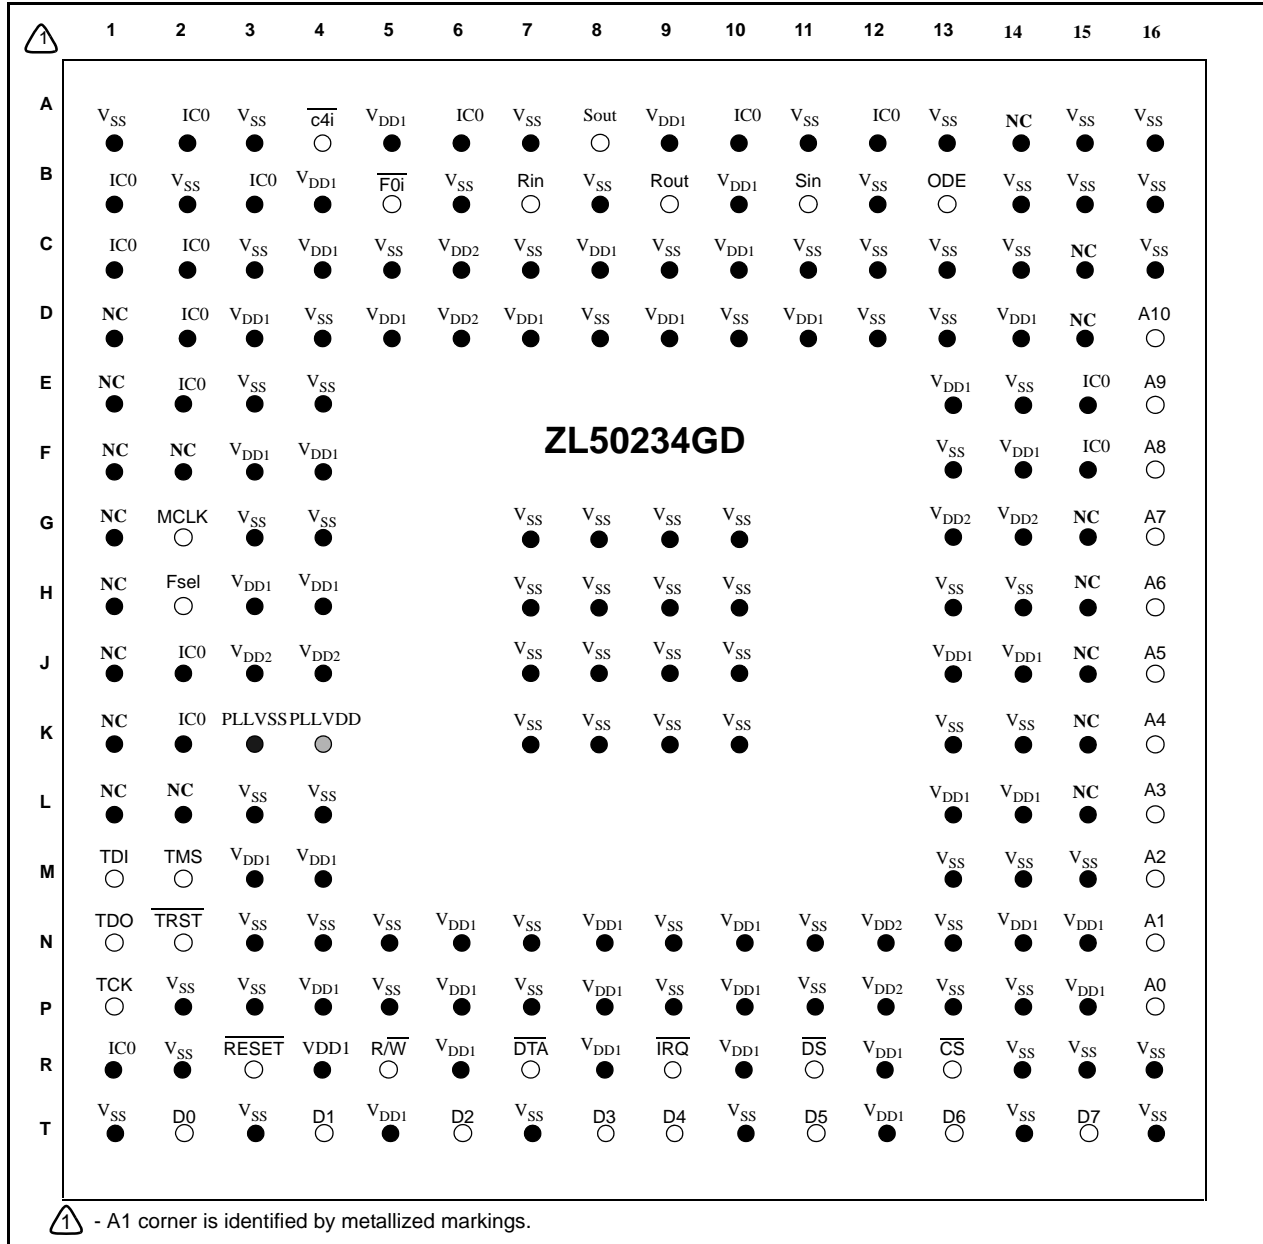 1 1 2 3 4 5 6 7 8 9 10 11 12 13 14 15 16
A VSS IC0 VSS c4i VDD1 IC0 VSS Sout VDD1 IC0 VSS IC0 VSS NC VSS VSS
B IC0 VSS IC0 VDD1 F0i VSS Rin VSS Rout VDD1 Sin VSS ODE VSS VSS VSS
C IC0 IC0 VSS VDD1 VSS VDD2 VSS VDD1 VSS VDD1 VSS VSS VSS VSS NC VSS
D NC IC0 VDD1 VSS VDD1 VDD2 VDD1 VSS VDD1 VSS VDD1 VSS VSS VDD1 NC A10
E NC IC0 VSS VSS VDD1 VSS IC0 A9
ZL50234GD
F NC NC VDD1 VDD1 VSS VDD1 IC0 A8
G NC MCLK VSS VSS VSS VSS VSS VSS VDD2 VDD2 NC A7
H NC Fsel VDD1 VDD1 VSS VSS VSS VSS VSS VSS NC A6
J NC IC0 VDD2 VDD2 VSS VSS VSS VSS VDD1 VDD1 NC A5
K NC IC0 PLLVSS PLLVDD VSS VSS VSS VSS VSS VSS NC A4
L NC NC VSS VSS VDD1 VDD1 NC A3
M TDI TMS VDD1 VDD1 VSS VSS VSS A2
N TDO TRST VSS VSS VSS VDD1 VSS VDD1 VSS VDD1 VSS VDD2 VSS VDD1 VDD1 A1
P TCK VSS VSS VDD1 VSS VDD1 VSS VDD1 VSS VDD1 VSS VDD2 VSS VSS VDD1 A0
R IC0 VSS RESET VDD1 R/W VDD1 DTA VDD1 IRQ VDD1 DS VDD1 CS VSS VSS VSS
T VSS D0 VSS D1 VDD1 D2 VSS D3 D4 VSS D5 VDD1 D6 VSS D7 VSS
1 - A1 corner is identified by metallized markings.